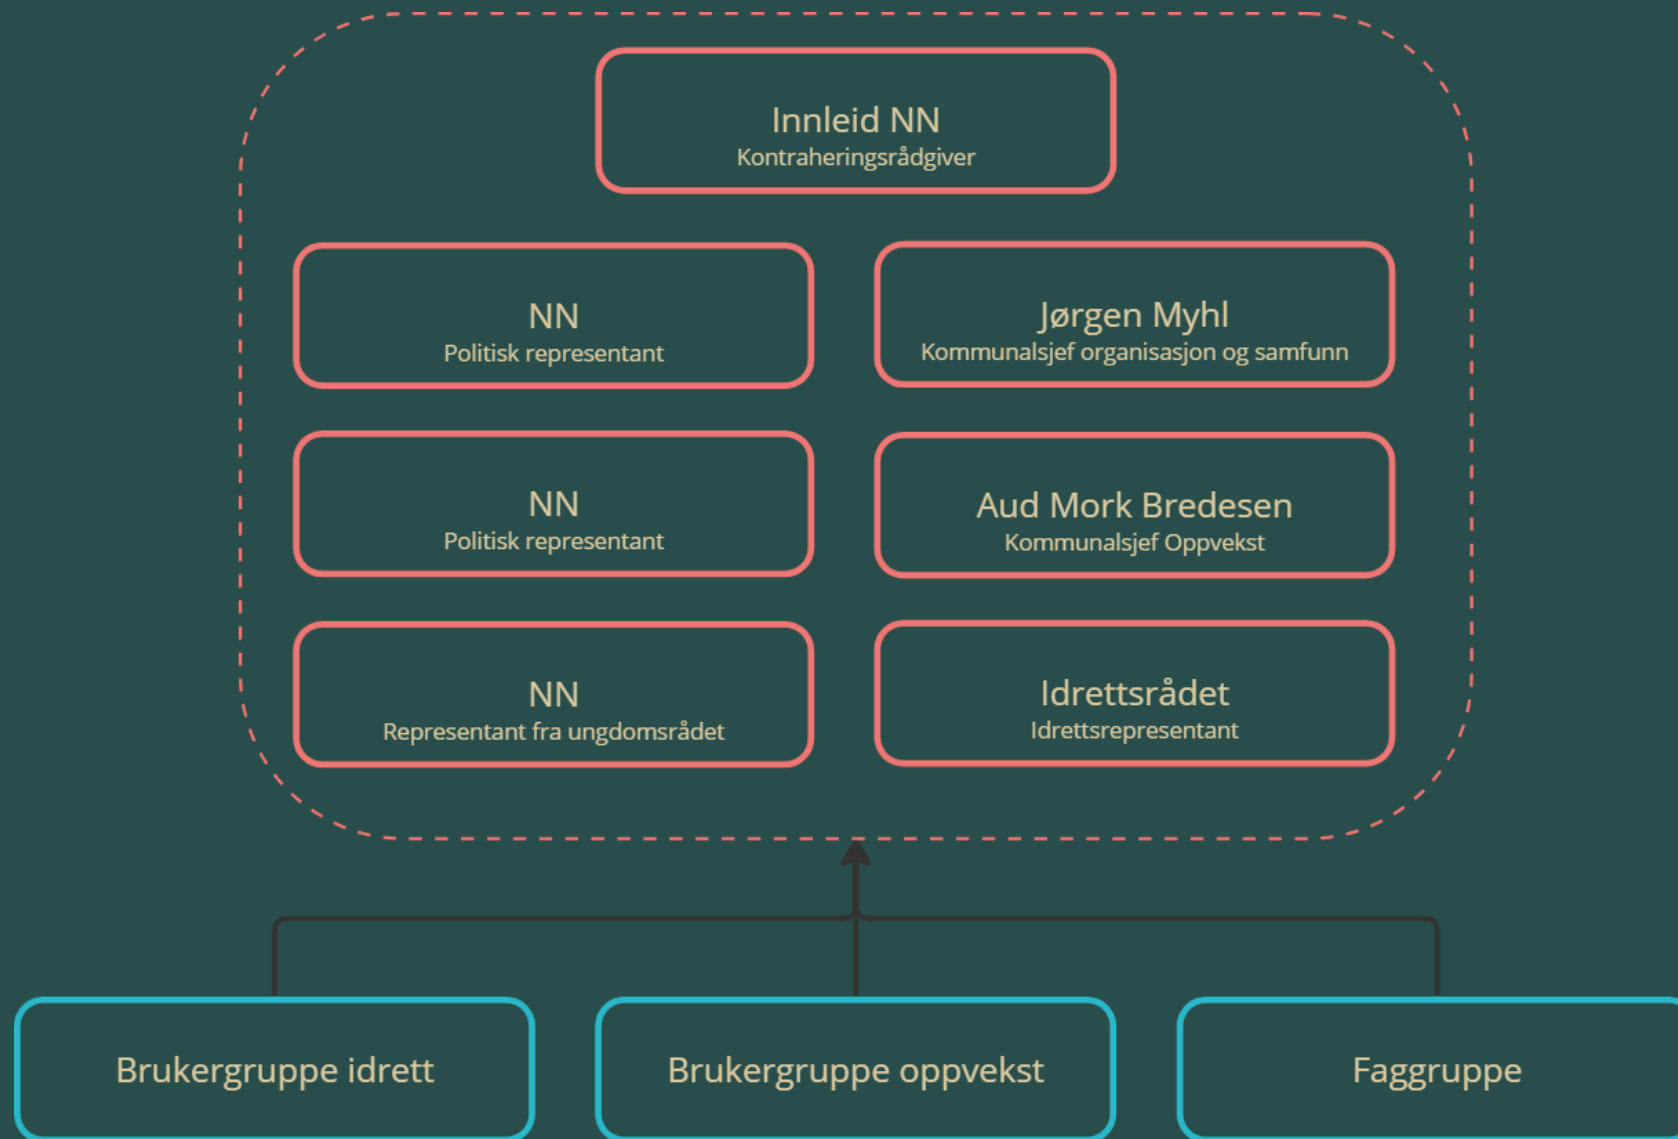 Innleid NN
Kontraheringsrådgiver
NN
Politisk representant
Jørgen Myhl
Kommunalsjef organisasjon og samfunn
NN
Politisk representant
Aud Mork Bredesen
Kommunalsjef Oppvekst
NN
Representant fra ungdomsrådet
Idrettsrådet
Idrettsrepresentant
Brukergruppe idrett
Brukergruppe oppvekst
Faggruppe